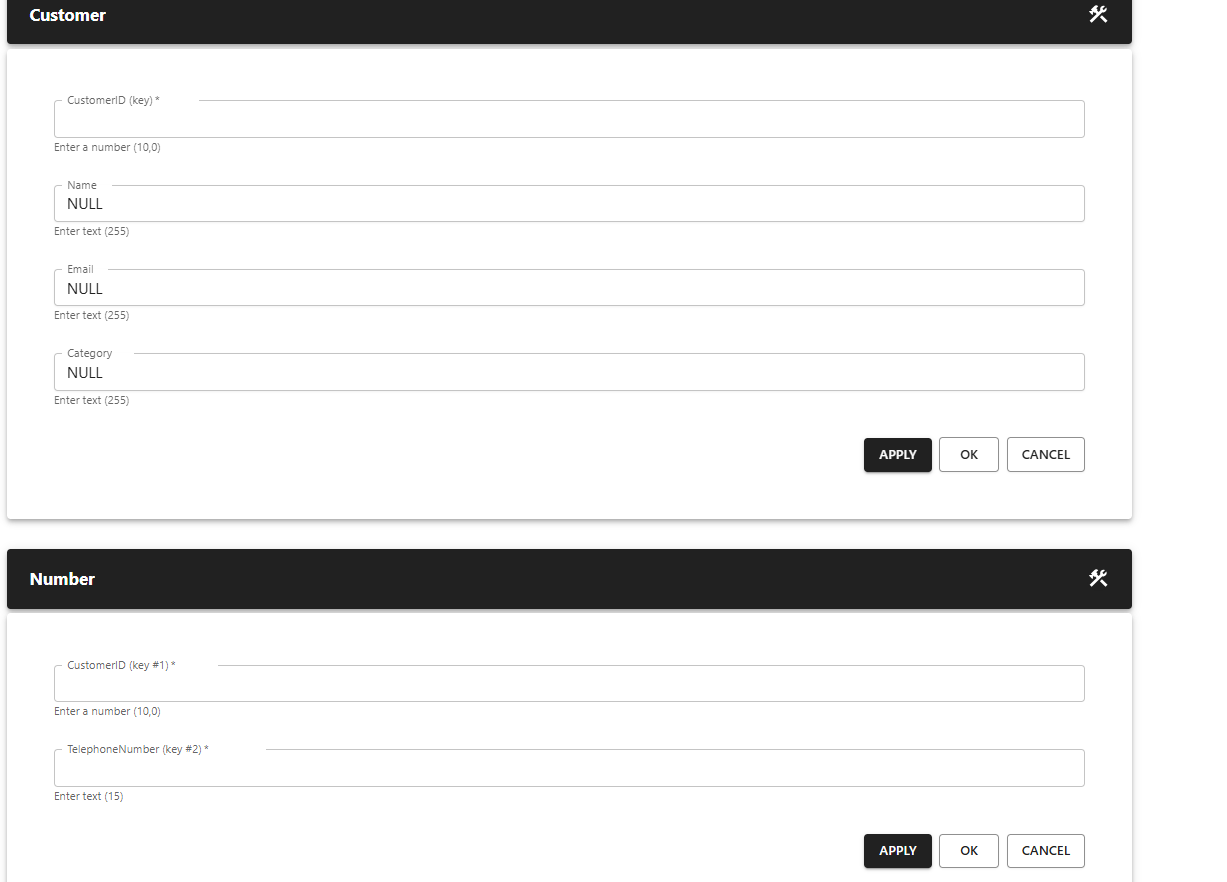 Customer
CustomerID (key) *
Enter a number (10,0)
Name
NULL
Enter text (255)
Email
NULL
Enter text (255)
Category
NULL
Enter text (255)
APPLY OK CANCEL
Number
CustomerID (key #1) *
Enter a number (10,0)
TelephoneNumber (key #2) *
Enter text (15)
APPLY OK CANCEL